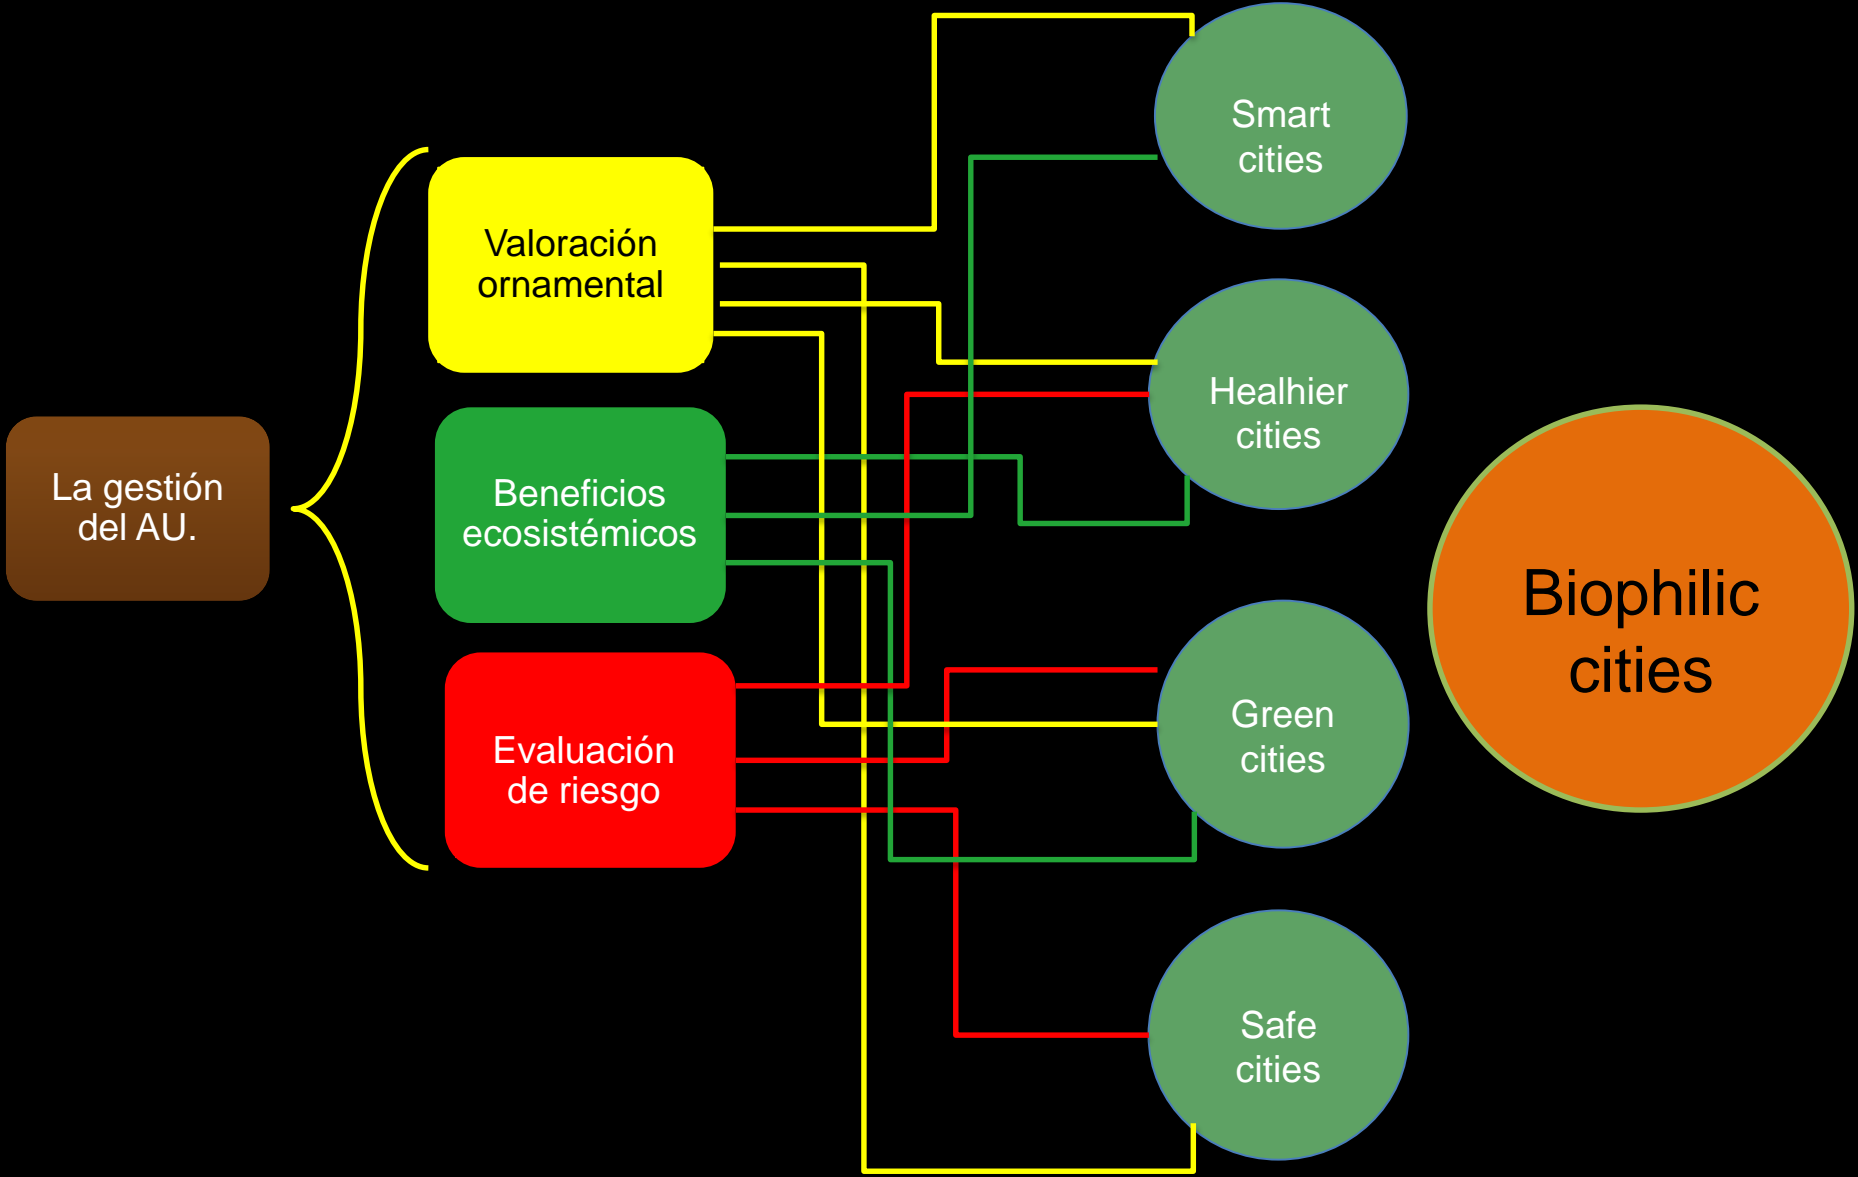 La gestión
del AU.
Valoración
ornamental
Beneficios
ecosistémicos
Evaluación
de riesgo
Smart
cities
Healhier
cities
Green
cities
Safe
cities
Biophilic
cities